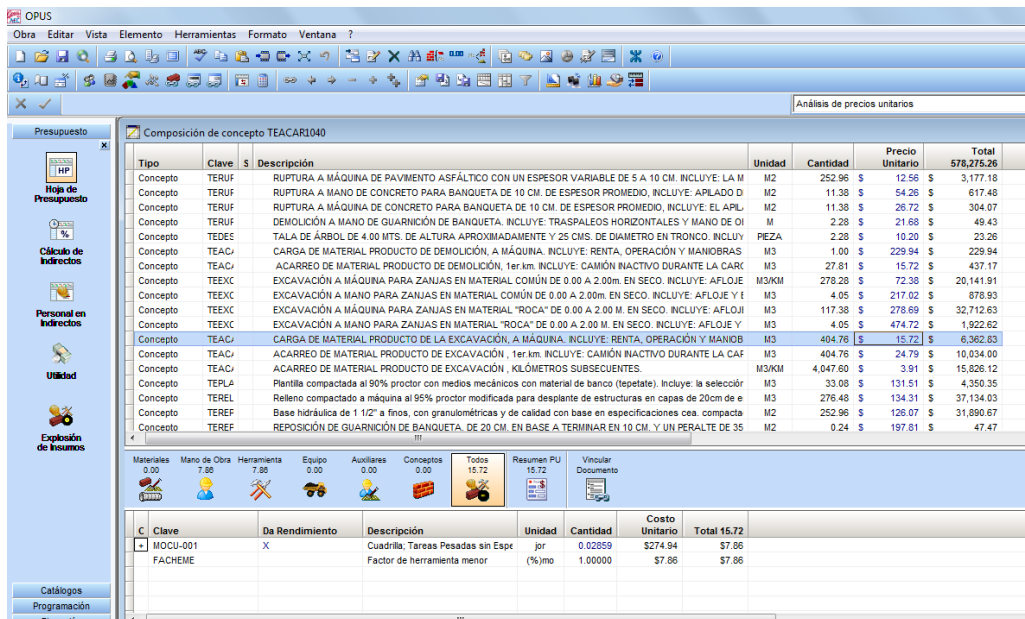 OPUS
Obra Editar Vista Elemento Herramientas Formato Ventana ?
Análisis de precios unitarios
Presupuesto
Hoja de
Presupuesto
Cálculo de
Indirectos
Personal en
Indirectos
Utilidad
Explosión
de Insumos
Catálogos
Programación
Composición de concepto TEACAR1040
Tipo Clave S Descripción Unidad Cantidad Precio Unitario Total 578,275.26
Concepto TERUF RUPTURA A MÁQUINA DE PAVIMENTO ASFÁLTICO CON UN ESPESOR VARIABLE DE 5 A 10 CM. INCLUYE: LA M M2 252.96 $ 12.56 $ 3,177.18
Concepto TERUF RUPTURA A MANO DE CONCRETO PARA BANQUETA DE 10 CM. DE ESPESOR PROMEDIO, INCLUYE: APILADO D M2 11.38 $ 54.26 $ 617.48
Concepto TERUF RUPTURA A MÁQUINA DE CONCRETO PARA BANQUETA DE 10 CM. DE ESPESOR PROMEDIO, INCLUYE: EL APIL M2 11.38 $ 26.72 $ 304.07
Concepto TERUF DEMOLICIÓN A MANO DE GUARNICIÓN DE BANQUETA. INCLUYE: TRASPALEOS HORIZONTALES Y MANO DE OI M 2.28 $ 21.68 $ 49.43
Concepto TEDES TALA DE ÁRBOL DE 4.00 MTS. DE ALTURA APROXIMADAMENTE Y 25 CMS. DE DIAMETRO EN TRONCO. INCLUY PIEZA 2.28 $ 10.20 $ 23.26
Concepto TEAC CARGA DE MATERIAL PRODUCTO DE DEMOLICIÓN, A MÁQUINA. INCLUYE: RENTA, OPERACIÓN Y MANIOBRAS M3 1.00 $ 229.94 $ 229.94
Concepto TEAC ACARREO DE MATERIAL PRODUCTO DE DEMOLICIÓN, 1er.km. INCLUYE: CAMIÓN INACTIVO DURANTE LA CARC M3 27.81 $ 15.72 $ 437.17
Concepto TEEXC EXCAVACIÓN A MÁQUINA PARA ZANJAS EN MATERIAL COMÚN DE 0.00 A 2.00m. EN SECO. INCLUYE: AFLOJE M3/KM 278.28 $ 72.38 $ 20,141.91
Concepto TEEXC EXCAVACIÓN A MANO PARA ZANJAS EN MATERIAL COMÚN DE 0.00 A 2.00m. EN SECO. INCLUYE: AFLOJE Y E M3 4.05 $ 217.02 $ 878.93
Concepto TEEXC EXCAVACIÓN A MÁQUINA PARA ZANJAS EN MATERIAL "ROCA" DE 0.00 A 2.00 M. EN SECO. INCLUYE: AFLOJI M3 117.38 $ 278.69 $ 32,712.63
Concepto TEEXC EXCAVACIÓN A MANO PARA ZANJAS EN MATERIAL "ROCA" DE 0.00 A 2.00 M. EN SECO. INCLUYE: AFLOJE Y M3 4.05 $ 474.72 $ 1,922.62
Concepto TEAC CARGA DE MATERIAL PRODUCTO DE LA EXCAVACIÓN, A MÁQUINA. INCLUYE: RENTA, OPERACIÓN Y MANIOB M3 404.76 $ 15.72 $ 6,362.83
Concepto TEAC ACARREO DE MATERIAL PRODUCTO DE EXCAVACIÓN , 1er.km. INCLUYE: CAMIÓN INACTIVO DURANTE LA CAF M3 404.76 $ 24.79 $ 10,034.00
Concepto TEAC ACARREO DE MATERIAL PRODUCTO DE EXCAVACIÓN , KILÓMETROS SUBSECUENTES. M3/KM 4,047.60 $ 3.91 $ 15,826.12
Concepto TEPLA Plantilla compactada al 90% proctor con medios mecánicos con material de banco (tepetate). Incluye: la selección M3 33.08 $ 131.51 $ 4,350.35
Concepto TEREL Relleno compactado a máquina al 95% proctor modificada para desplante de estructuras en capas de 20cm de e M3 276.48 $ 134.31 $ 37,134.03
Concepto TEREF Base hidráulica de 1 1/2" a finos, con granulométricas y de calidad con base en especificaciones cea. compacta M2 252.96 $ 126.07 $ 31,890.67
Concepto TEREF REPOSICIÓN DE GUARNICIÓN DE BANQUETA, DE 20 CM. EN BASE A TERMINAR EN 10 CM. Y UN PERALTE DE 35 M2 0.24 $ 197.81 $ 47.47
Materiales Mano de Obra Herramienta Equipo Auxiliares Conceptos Todos Resumen PU Vincular
0.00 7.86 7.86 0.00 0.00 0.00 15.72 15.72 Documento
C Clave Da Rendimiento Descripción Unidad Cantidad Costo Unitario Total 15.72
+ MOCU-001 X Cuadrilla; Tareas Pesadas sin Espe jor 0.02859 $274.94 $7.86
FACHEME Factor de herramienta menor (%)mo 1.00000 $7.86 $7.86